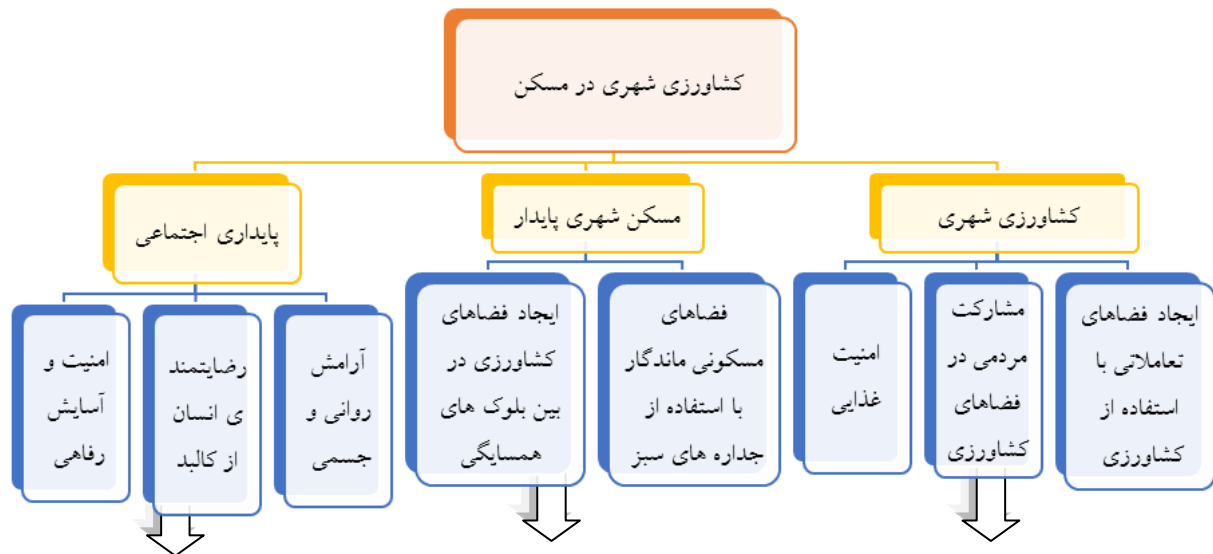 کشاورزی شهری در مسکن
کشاورزی شهری
مسکن شهری پایدار
پایداری اجتماعی
ایجاد فضاهای
تعاملاتی با
استفاده از
کشاورزی
مشارکت
مردمی در
فضاهای
کشاورزی
امنیت
غذایی
فضاهای
مسکونی ماندگار
با استفاده از
جداره های سبز
ایجاد فضاهای
کشاورزی در
بین بلوک های
همسایگی
آرامش
روانی و
جسمی
رضایتمند
ی انسان
از کالبد
امنیت و
آسایش
رفاهی